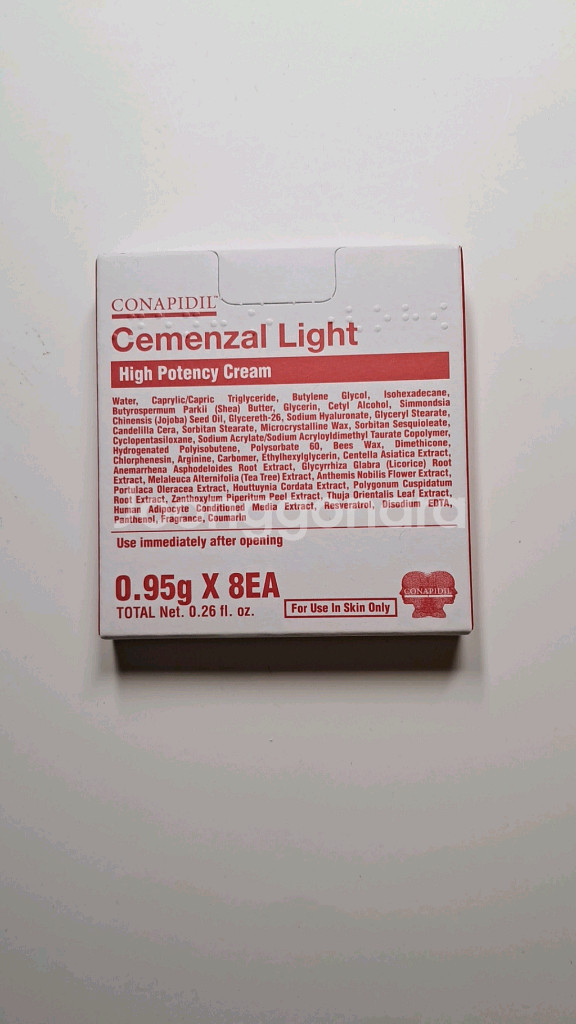 CONAPIDIL™
Cemenzal Light
High Potency Cream
Water, Caprylic/Capric Triglyceride, Butylene Glycol, Isohexadecane,
Butyrospermum Parkii (Shea) Butter, Glycerin, Cetyl Alcohol, Simmondsia
Chinensis (Jojoba) Seed Oil, Glycereth-26, Sodium Hyaluronate, Glyceryl Stearate,
Candelilla Cera, Sorbitan Stearate, Microcrystalline Wax, Sorbitan Sesquioleate,
Cyclopentasiloxane, Sodium Acrylate/Sodium Acryloyldimethyl Taurate Copolymer,
Hydrogenated Polyisobutene, Polysorbate 60, Bees Wax, Dimethicone,
Chlorphenesin, Arginine, Carbomer, Ethylhexylglycerin, Centella Asiatica Extract,
Anemarrhena Asphodeloides Root Extract, Glycyrrhiza Glabra (Licorice) Root
Extract, Melaleuca Alternifolia (Tea Tree) Extract, Anthemis Nobilis Flower Extract,
Portulaca Oleracea Extract, Houttuynia Cordata Extract, Polygonum Cuspidatum
Root Extract, Zanthoxylum Piperitum Peel Extract, Thuja Orientalis Leaf Extract,
Human Adipocyte Conditioned Media Extract, Resveratrol, Disodium EDTA,
Panthenol, Fragrance, Coumarin
Use immediately after opening
0.95g X 8EA
TOTAL Net. 0.26 fl. oz.
For Use In Skin Only
CONAPIDIL